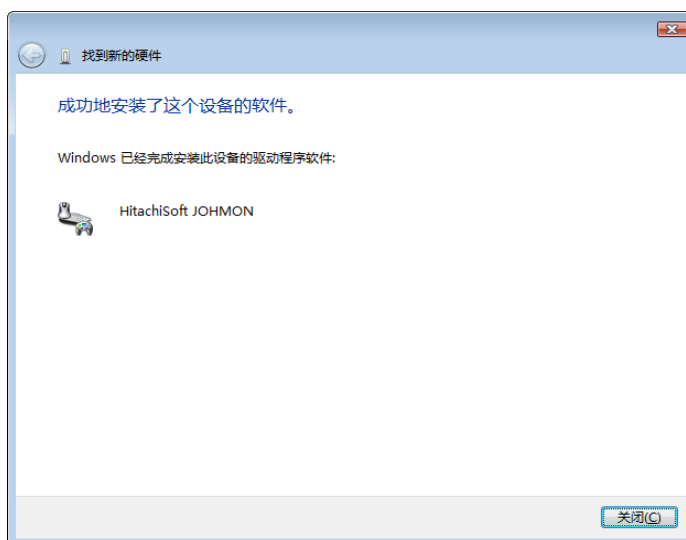 找到新的硬件
成功地安装了这个设备的软件。
Windows 已经完成安装此设备的驱动程序软件:
HitachiSoft JOHMON
关闭(C)